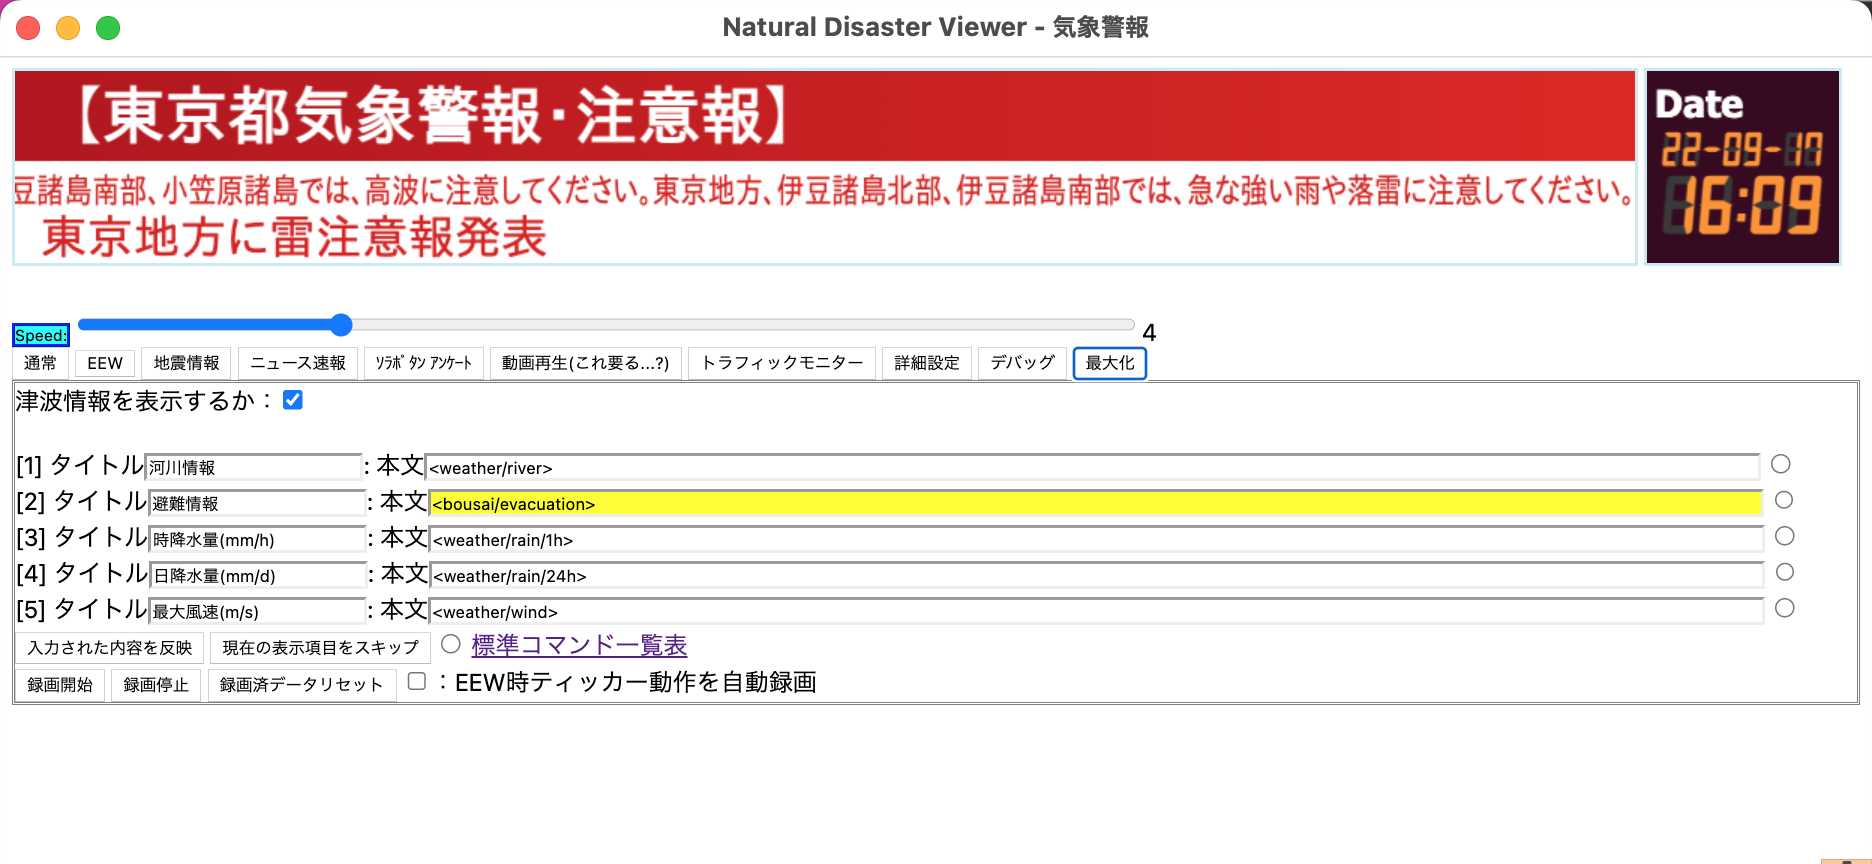 Natural Disaster Viewer - 気象警報
【東京都気象警報・注意報】
豆諸島南部、小笠原諸島では、高波に注意してください。東京地方、伊豆諸島北部、伊豆諸島南部では、急な強い雨や落雷に注意してください。
東京地方に雷注意報発表
Date
22-09-17
16:09
Speed: 4
通常 EEW 地震情報 ニュース速報 ソラボタンアンケート 動画再生(これ要る...?) トラフィックモニター 詳細設定 デバッグ 最大化
津波情報を表示するか：
[1] タイトル 河川情報 : 本文 <weather/river>
[2] タイトル 避難情報 : 本文 <bousai/evacuation>
[3] タイトル 時降水量(mm/h) : 本文 <weather/rain/1h>
[4] タイトル 日降水量(mm/d) : 本文 <weather/rain/24h>
[5] タイトル 最大風速(m/s) : 本文 <weather/wind>
入力された内容を反映 現在の表示項目をスキップ 標準コマンド一覧表
録画開始 録画停止 録画済データリセット ：EEW時ティッカー動作を自動録画